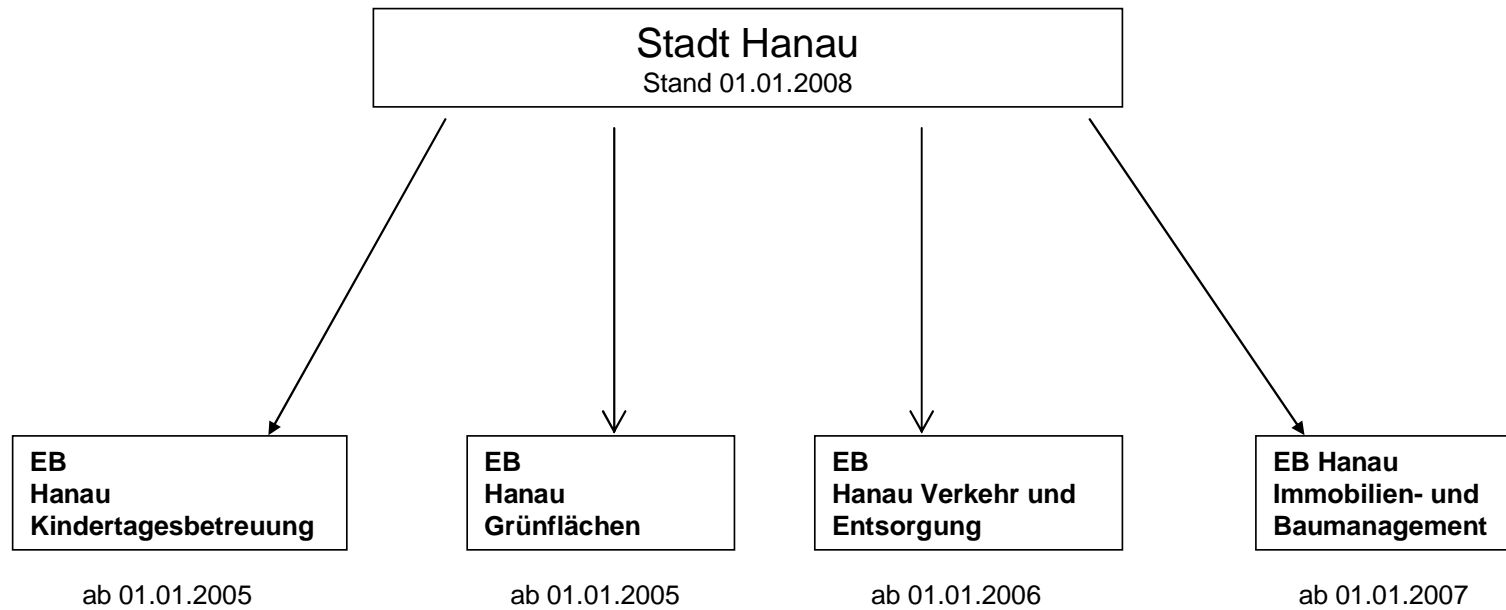 Stadt Hanau
Stand 01.01.2008
EB
Hanau
Kindertagesbetreuung
ab 01.01.2005
EB
Hanau
Grünflächen
ab 01.01.2005
EB
Hanau Verkehr und
Entsorgung
ab 01.01.2006
EB Hanau
Immobilien- und
Baumanagement
ab 01.01.2007